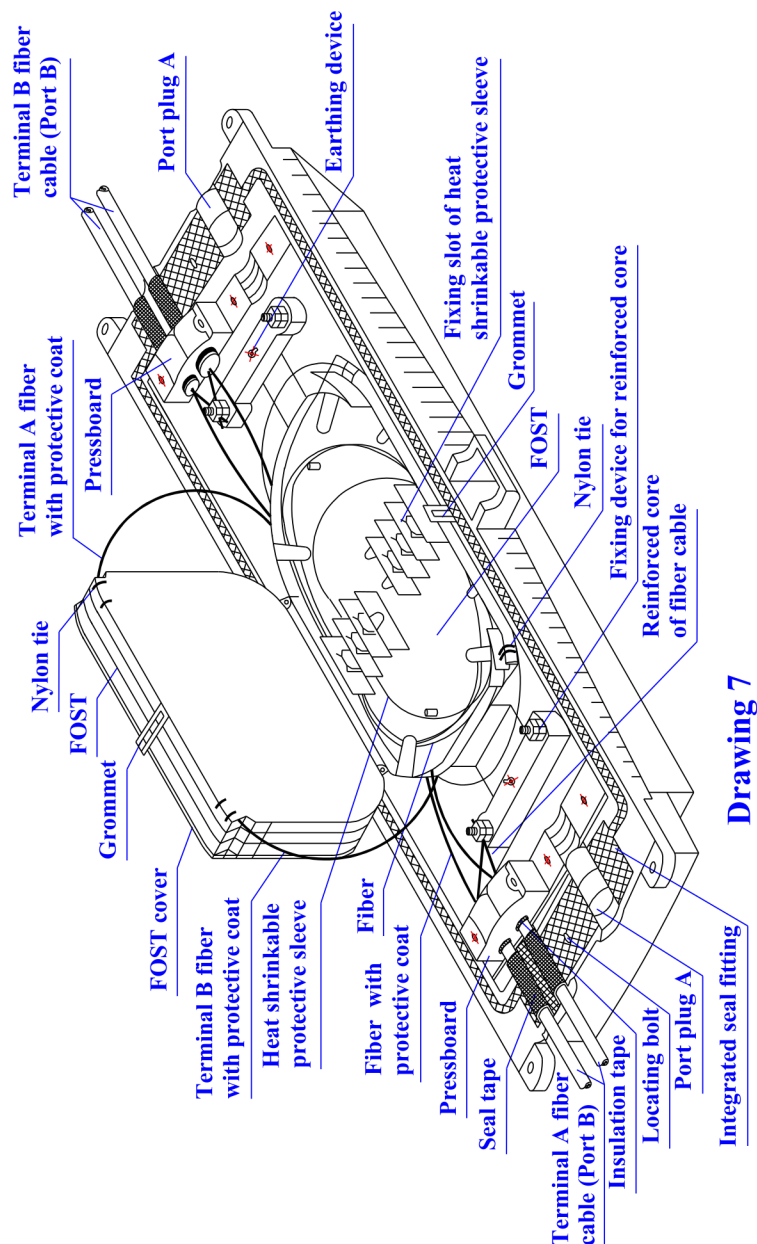 Terminal B fiber
cable (Port B)
Port plug A
Earthing device
Terminal A fiber
with protective coat
Pressboard
Fixing slot of heat
shrinkable protective sleeve
Grommet
FOST
Nylon tie
Fixing device for reinforced core
Reinforced core
of fiber cable
Nylon tie
FOST
Grommet
FOST cover
Terminal B fiber
with protective coat
Heat shrinkable
protective sleeve
Fiber
Fiber with
protective coat
Pressboard
Seal tape
Terminal A fiber
cable (Port B)
Insulation tape
Locating bolt
Port plug A
Integrated seal fitting
Drawing 7